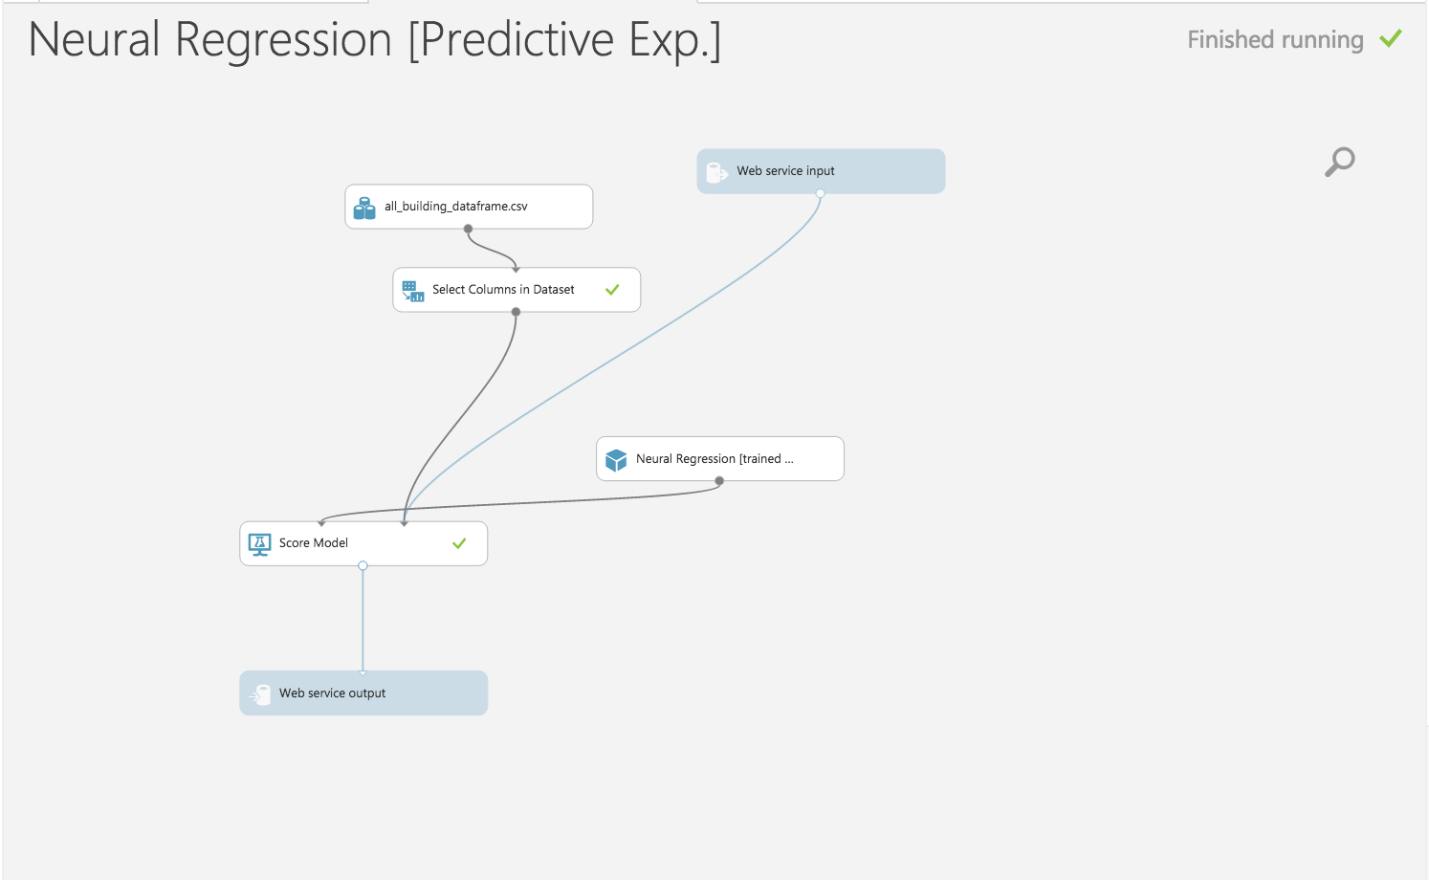 Neural Regression [Predictive Exp.]
Finished running
Web service input
all_building_dataframe.csv
Select Columns in Dataset
Neural Regression [trained ...
Score Model
Web service output